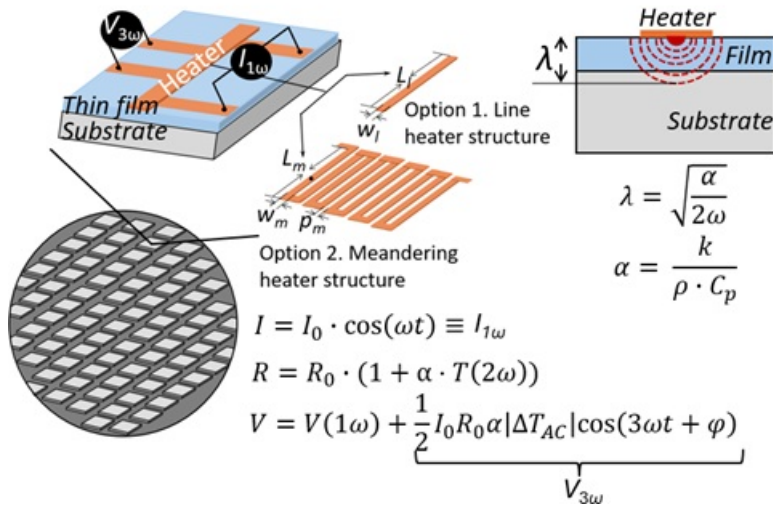 V3ω
I1ω
Heater
Thin film
Substrate
Ll
wl
Option 1. Line
heater structure
Lm
wm
pm
Option 2. Meandering
heater structure
Heater
λ
Film
Substrate
λ = √(α/2ω)
α = k/(ρ · Cp)
I = I0 · cos(ωt) ≡ I1ω
R = R0 · (1 + α · T(2ω))
V = V(1ω) + 1/2 I0R0α|ΔTAC|cos(3ωt + φ)
V3ω